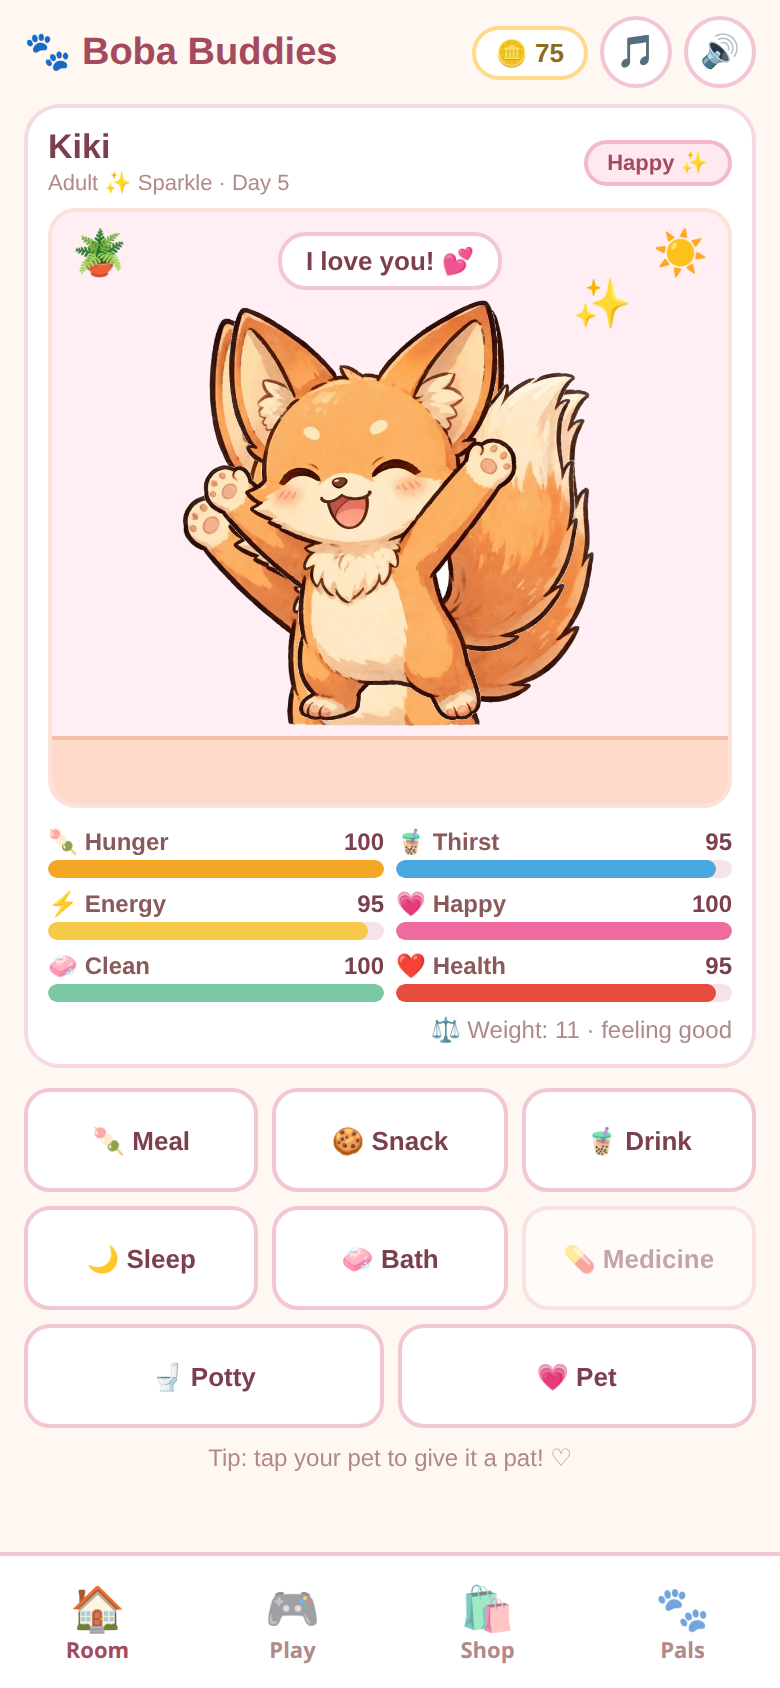 🐾 Boba Buddies
🪙 75
🎵
🔊
Kiki
Adult ✨ Sparkle · Day 5
Happy ✨
I love you! 💕
🍡 Hunger 100
🧋 Thirst 95
⚡ Energy 95
💗 Happy 100
🧼 Clean 100
❤️ Health 95
⚖️ Weight: 11 · feeling good
🍡 Meal
🍪 Snack
🧋 Drink
🌙 Sleep
🧼 Bath
💊 Medicine
🚽 Potty
💗 Pet
Tip: tap your pet to give it a pat! ♡
Room
Play
Shop
Pals